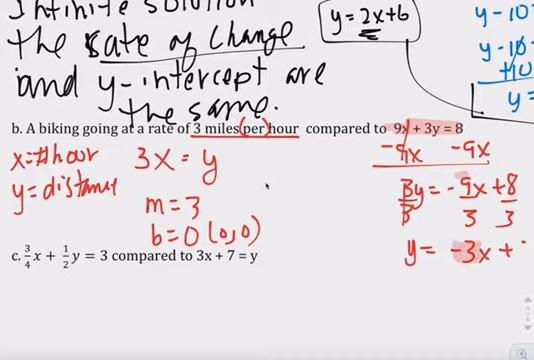 Infinite Solution
the rate of change
and y-intercept are
the same.
y = 2x+6
y-10
y-10
+10
y =
b. A biking going at a rate of 3 miles (per) hour compared to 9x + 3y = 8
x = # hour
y = distance
3x = y
m = 3
b = 0 (0,0)
-9x -9x
3y = -9x + 8
3 3 3
y = -3x +
c. 3/4 x + 1/2 y = 3 compared to 3x + 7 = y